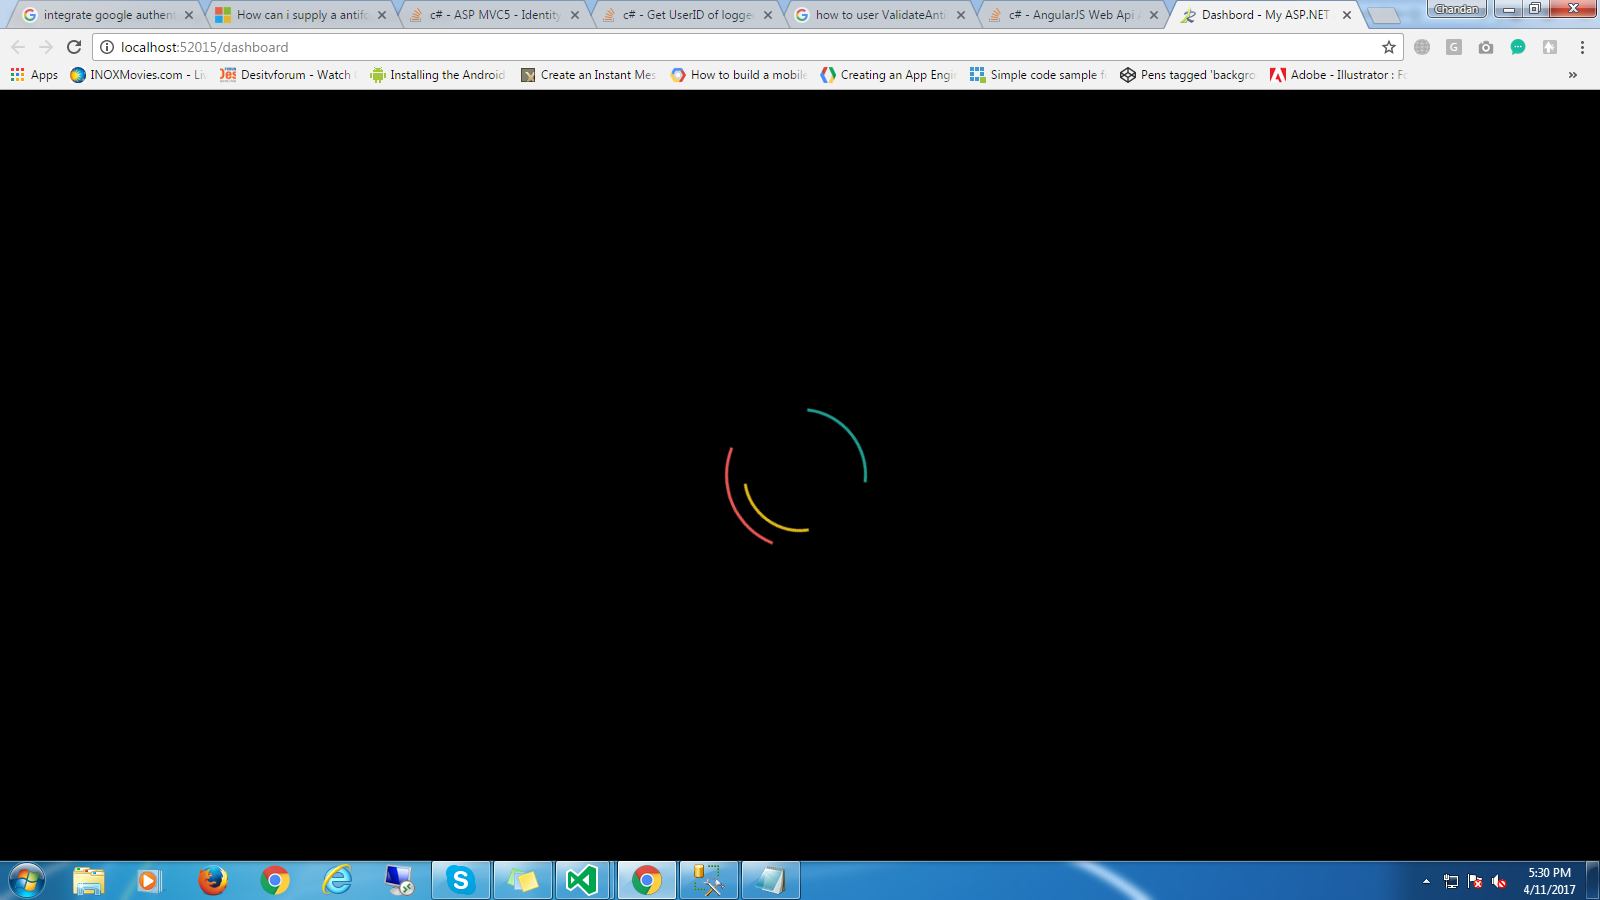 integrate google authent
How can i supply a antifo
c# - ASP MVC5 - Identity
c# - Get UserID of logge
how to user ValidateAnti
c# - AngularJS Web Api
Dashbord - My ASP.NET
Chandan
localhost:52015/dashboard
Apps
INOXMovies.com - Liv
Desitvforum - Watch
Installing the Android
Create an Instant Mes
How to build a mobile
Creating an App Engi
Simple code sample f
Pens tagged 'backgro
Adobe - Illustrator : Fo
»
5:30 PM
4/11/2017